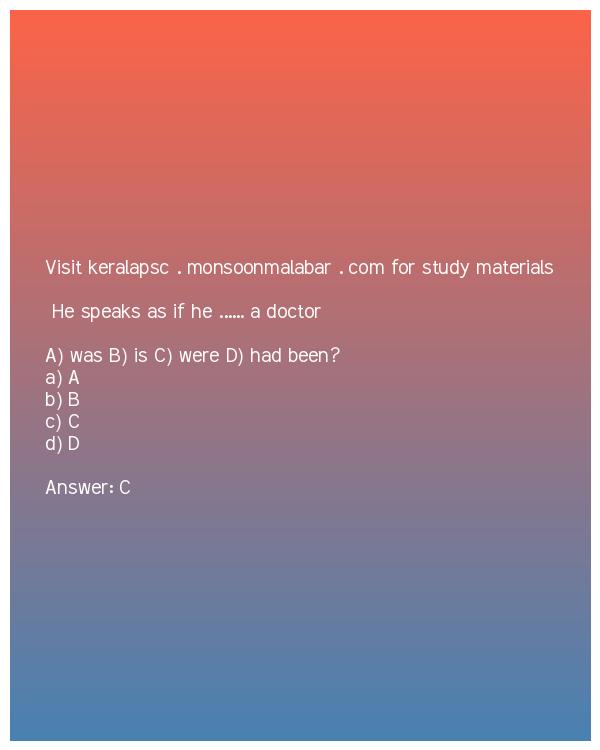 Visit keralapsc . monsoonmalabar . com for study materials
He speaks as if he ...... a doctor
A) was B) is C) were D) had been?
a) A
b) B
c) C
d) D
Answer: C